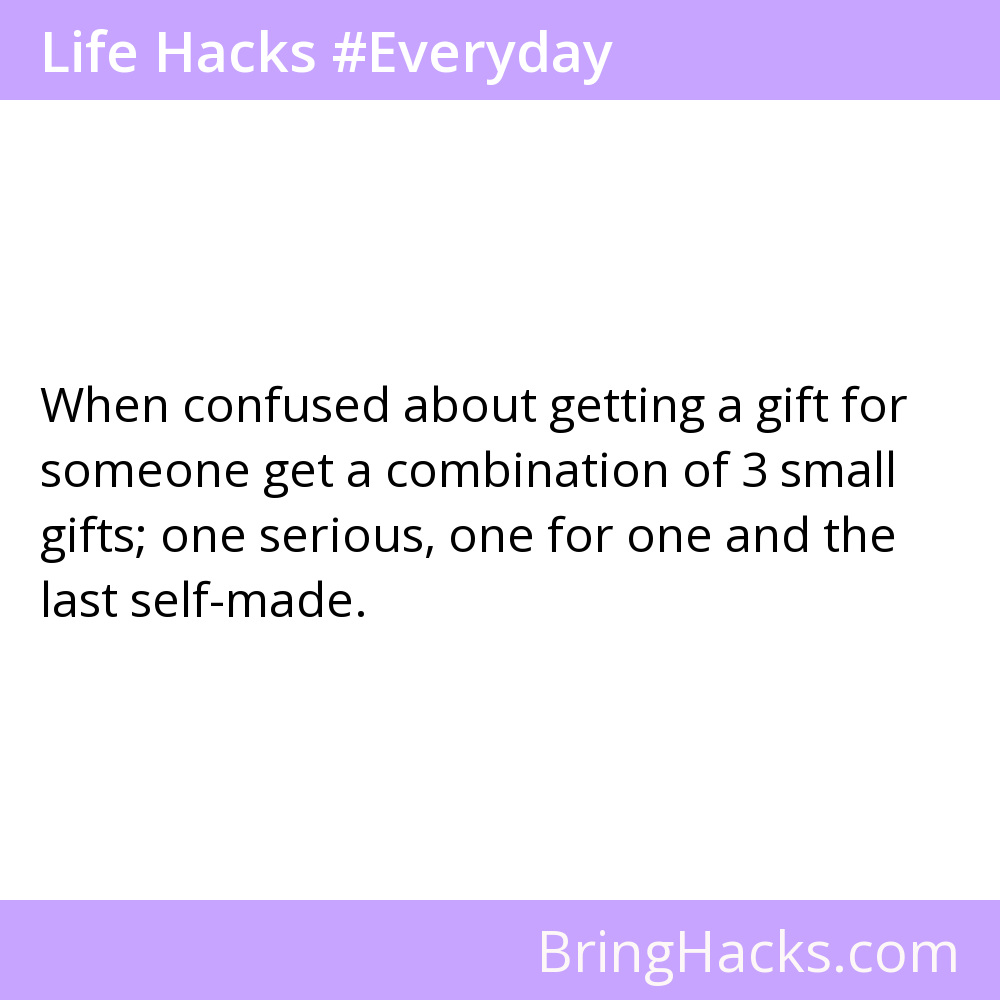 Life Hacks #Everyday
When confused about getting a gift for
someone get a combination of 3 small
gifts; one serious, one for one and the
last self-made.
BringHacks.com